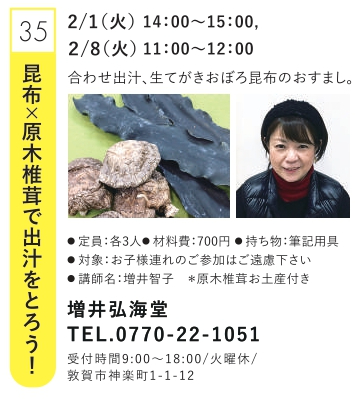 35
昆布×原木椎茸で出汁をとろう！
2/1（火） 14：00〜15：00,
2/8（火） 11：00〜12：00
合わせ出汁、生てがきおぼろ昆布のおすまし。
●定員：各3人●材料費：700円 ●持ち物：筆記用具
●対象：お子様連れのご参加はご遠慮下さい
●講師名：増井智子　＊原木椎茸お土産付き
増井弘海堂
TEL.0770-22-1051
受付時間9:00〜18:00/火曜休/
敦賀市神楽町1-1-12